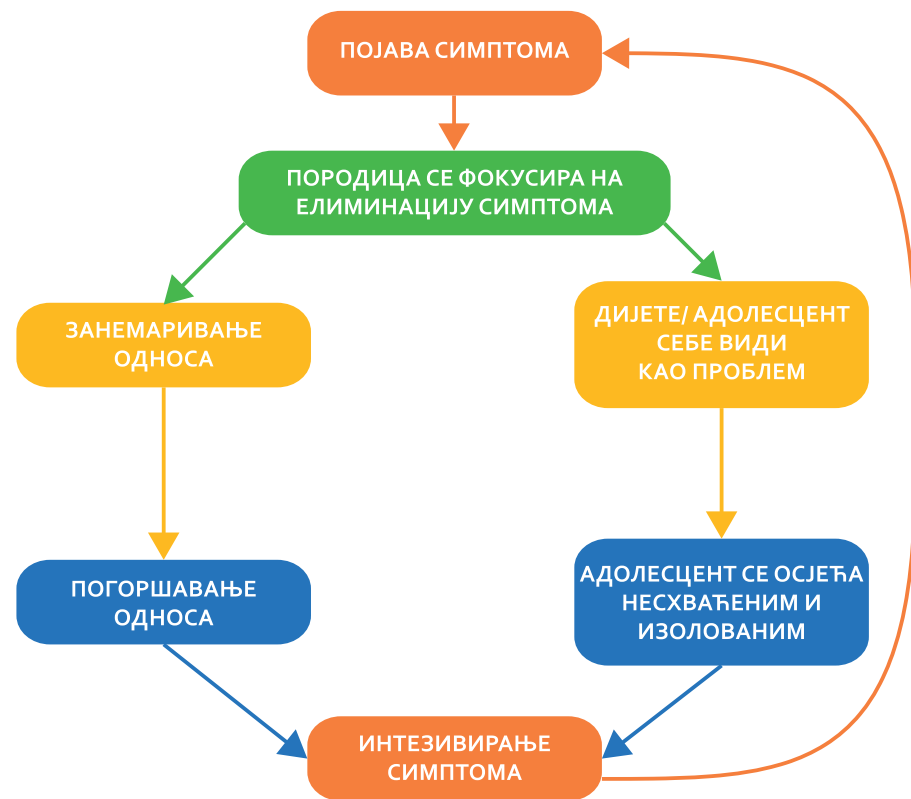 ПОЈАВА СИМПТОМА
ПОРОДИЦА СЕ ФОКУСИРА НА
ЕЛИМИНАЦИЈУ СИМПТОМА
ЗАНЕМАРИВАЊЕ
ОДНОСА
ДИЈЕТЕ/ АДОЛЕСЦЕНТ
СЕБЕ ВИДИ
КАО ПРОБЛЕМ
ПОГОРШАВАЊЕ
ОДНОСА
АДОЛЕСЦЕНТ СЕ ОСЈЕЋА
НЕСХВАЋЕНИМ И
ИЗОЛОВАНИМ
ИНТЕЗИВИРАЊЕ
СИМПТОМА